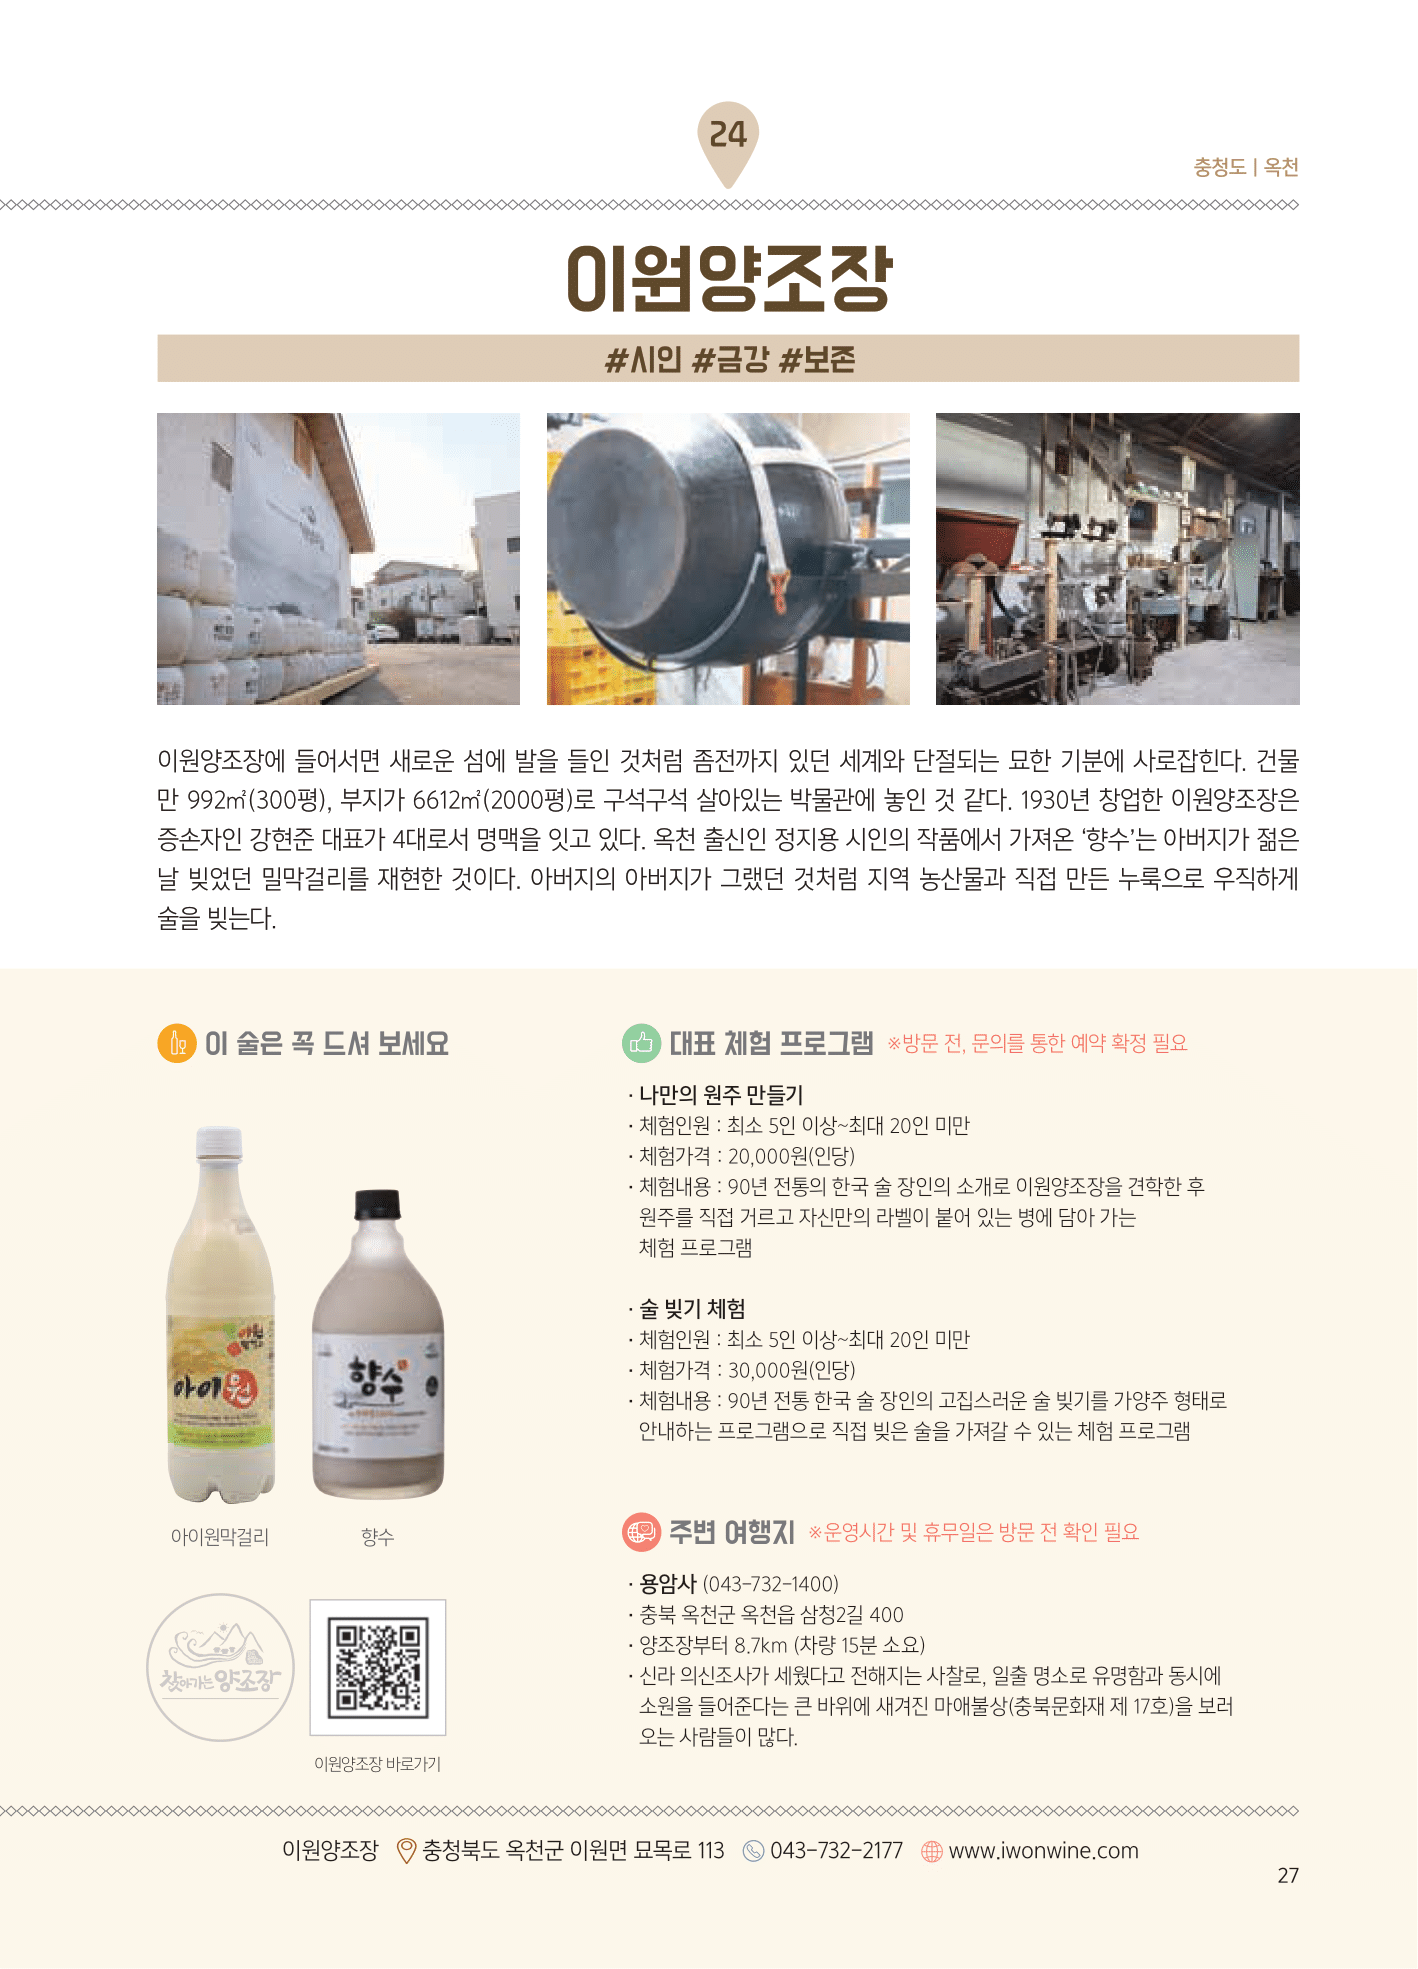 24
충청도 | 옥천
이원양조장
#시인 #금강 #보존
이원양조장에 들어서면 새로운 섬에 발을 들인 것처럼 좀전까지 있던 세계와 단절되는 묘한 기분에 사로잡힌다. 건물
만 992㎡(300평), 부지가 6612㎡(2000평)로 구석구석 살아있는 박물관에 놓인 것 같다. 1930년 창업한 이원양조장은
증손자인 강현준 대표가 4대로서 명맥을 잇고 있다. 옥천 출신인 정지용 시인의 작품에서 가져온 ‘향수’는 아버지가 젊은
날 빚었던 밀막걸리를 재현한 것이다. 아버지의 아버지가 그랬던 것처럼 지역 농산물과 직접 만든 누룩으로 우직하게
술을 빚는다.
이 술은 꼭 드셔 보세요
아이원
향수
아이원막걸리
향수
찾아가는 양조장
이원양조장 바로가기
대표 체험 프로그램 ※방문 전, 문의를 통한 예약 확정 필요
· 나만의 원주 만들기
· 체험인원 : 최소 5인 이상~최대 20인 미만
· 체험가격 : 20,000원(인당)
· 체험내용 : 90년 전통의 한국 술 장인의 소개로 이원양조장을 견학한 후
원주를 직접 거르고 자신만의 라벨이 붙어 있는 병에 담아 가는
체험 프로그램
· 술 빚기 체험
· 체험인원 : 최소 5인 이상~최대 20인 미만
· 체험가격 : 30,000원(인당)
· 체험내용 : 90년 전통 한국 술 장인의 고집스러운 술 빚기를 가양주 형태로
안내하는 프로그램으로 직접 빚은 술을 가져갈 수 있는 체험 프로그램
주변 여행지 ※운영시간 및 휴무일은 방문 전 확인 필요
· 용암사 (043-732-1400)
· 충북 옥천군 옥천읍 삼청2길 400
· 양조장부터 8.7km (차량 15분 소요)
· 신라 의신조사가 세웠다고 전해지는 사찰로, 일출 명소로 유명함과 동시에
소원을 들어준다는 큰 바위에 새겨진 마애불상(충북문화재 제 17호)을 보러
오는 사람들이 많다.
이원양조장 충청북도 옥천군 이원면 묘목로 113 043-732-2177 www.iwonwine.com
27